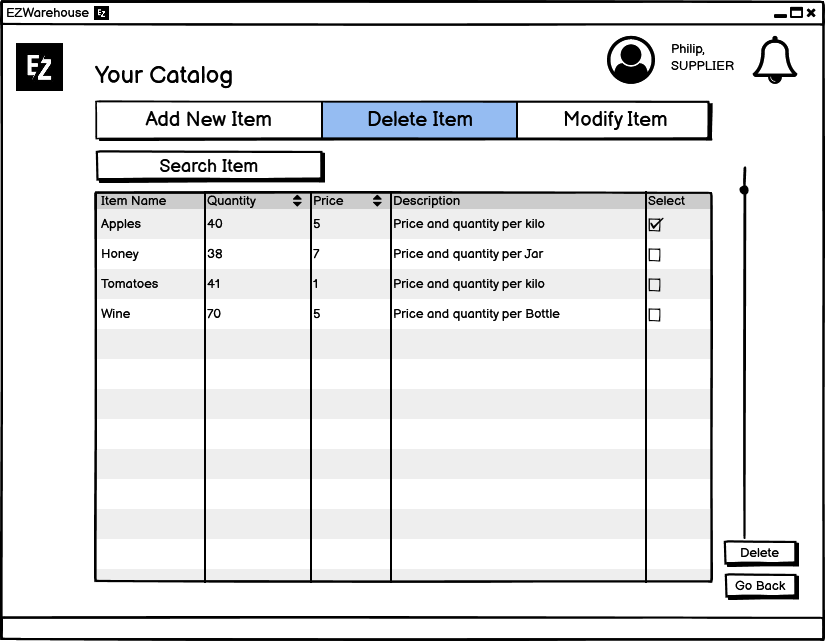 EZWarehouse EZ
EZ
Philip,
SUPPLIER
Your Catalog
Add New Item Delete Item Modify Item
Search Item
Item Name Quantity Price Description Select
Apples 40 5 Price and quantity per kilo
Honey 38 7 Price and quantity per Jar
Tomatoes 41 1 Price and quantity per kilo
Wine 70 5 Price and quantity per Bottle
Delete
Go Back